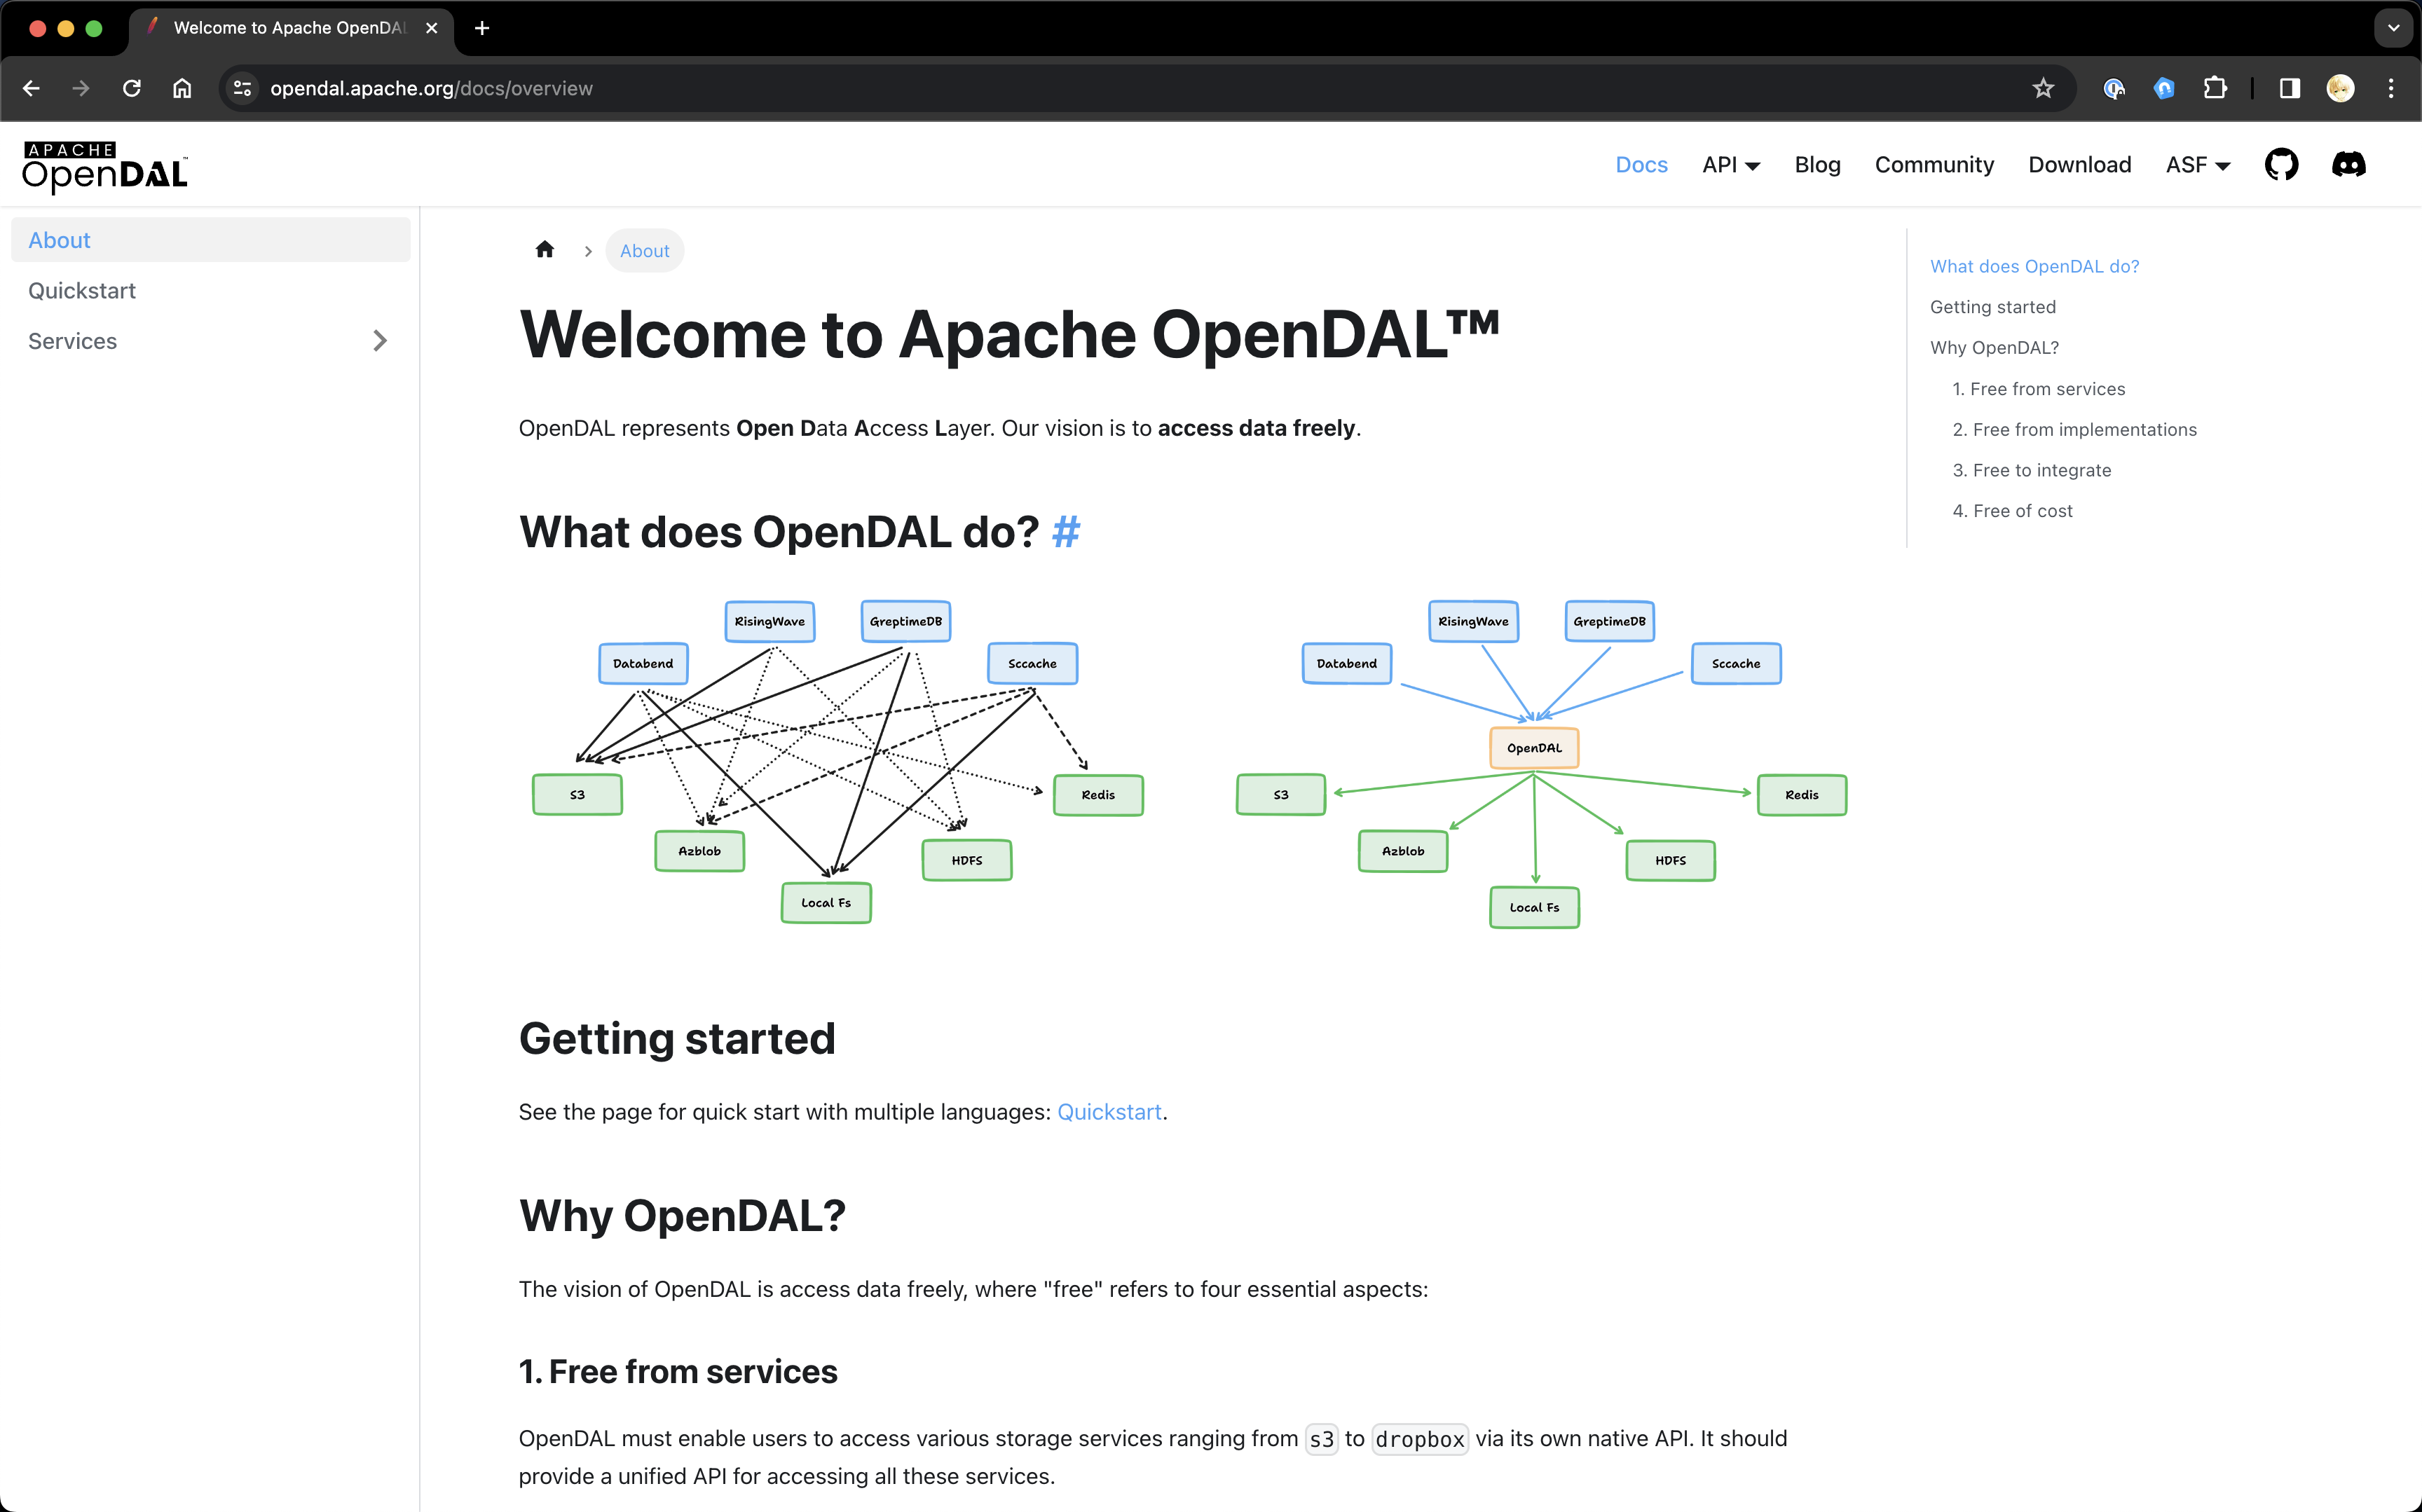 Welcome to Apache OpenDAL
opendal.apache.org/docs/overview
APACHE
OpenDAL™
Docs
API
Blog
Community
Download
ASF
About
Quickstart
Services
About
Welcome to Apache OpenDAL™
OpenDAL represents Open Data Access Layer. Our vision is to access data freely.
What does OpenDAL do? #
RisingWave
GreptimeDB
Databend
Sccache
S3
Redis
Azblob
HDFS
Local Fs
RisingWave
GreptimeDB
Databend
Sccache
OpenDAL
S3
Redis
Azblob
HDFS
Local Fs
Getting started
See the page for quick start with multiple languages: Quickstart.
Why OpenDAL?
The vision of OpenDAL is access data freely, where "free" refers to four essential aspects:
1. Free from services
OpenDAL must enable users to access various storage services ranging from s3 to dropbox via its own native API. It should
provide a unified API for accessing all these services.
What does OpenDAL do?
Getting started
Why OpenDAL?
1. Free from services
2. Free from implementations
3. Free to integrate
4. Free of cost